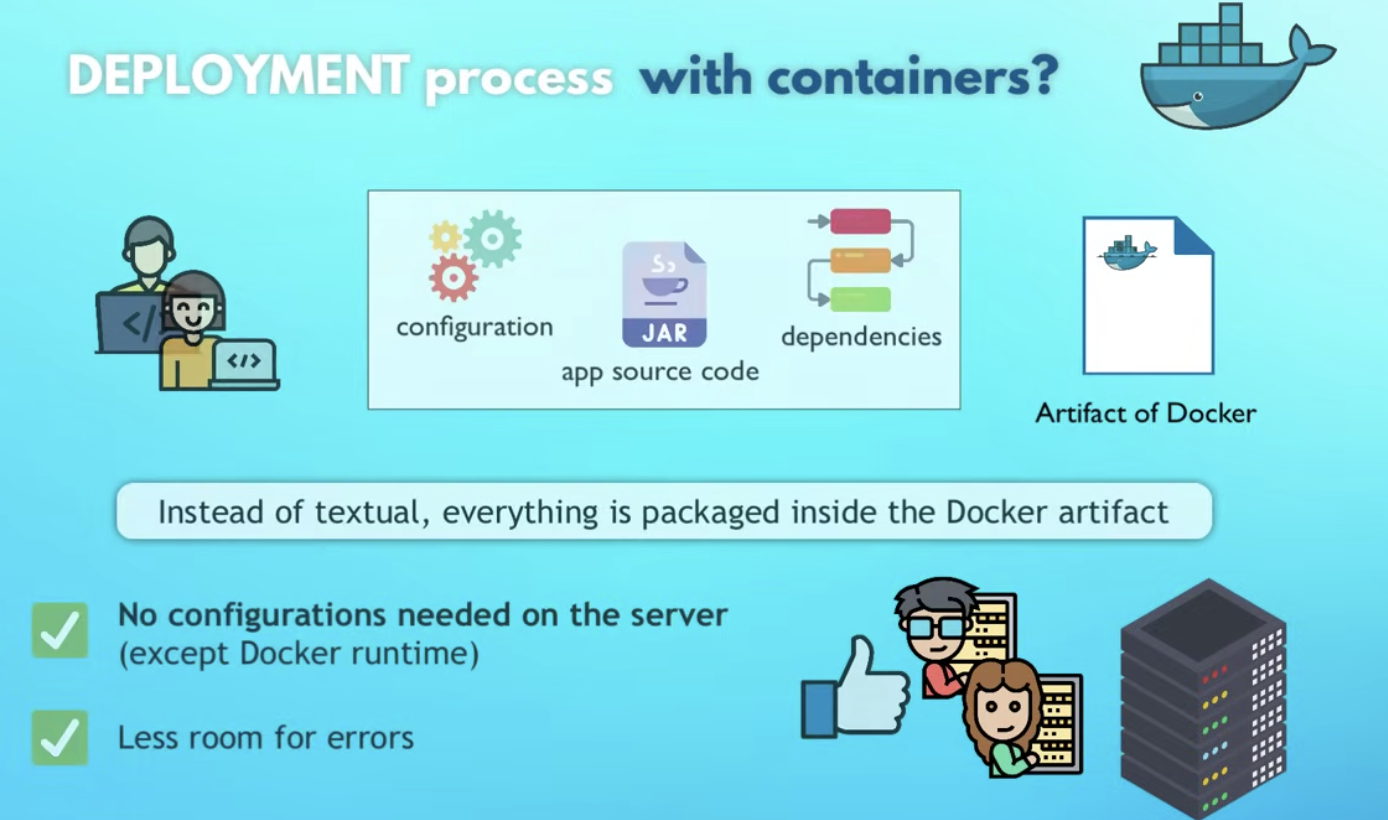 DEPLOYMENT process with containers?
configuration
JAR
app source code
dependencies
</>
</>
Artifact of Docker
Instead of textual, everything is packaged inside the Docker artifact
No configurations needed on the server
(except Docker runtime)
Less room for errors